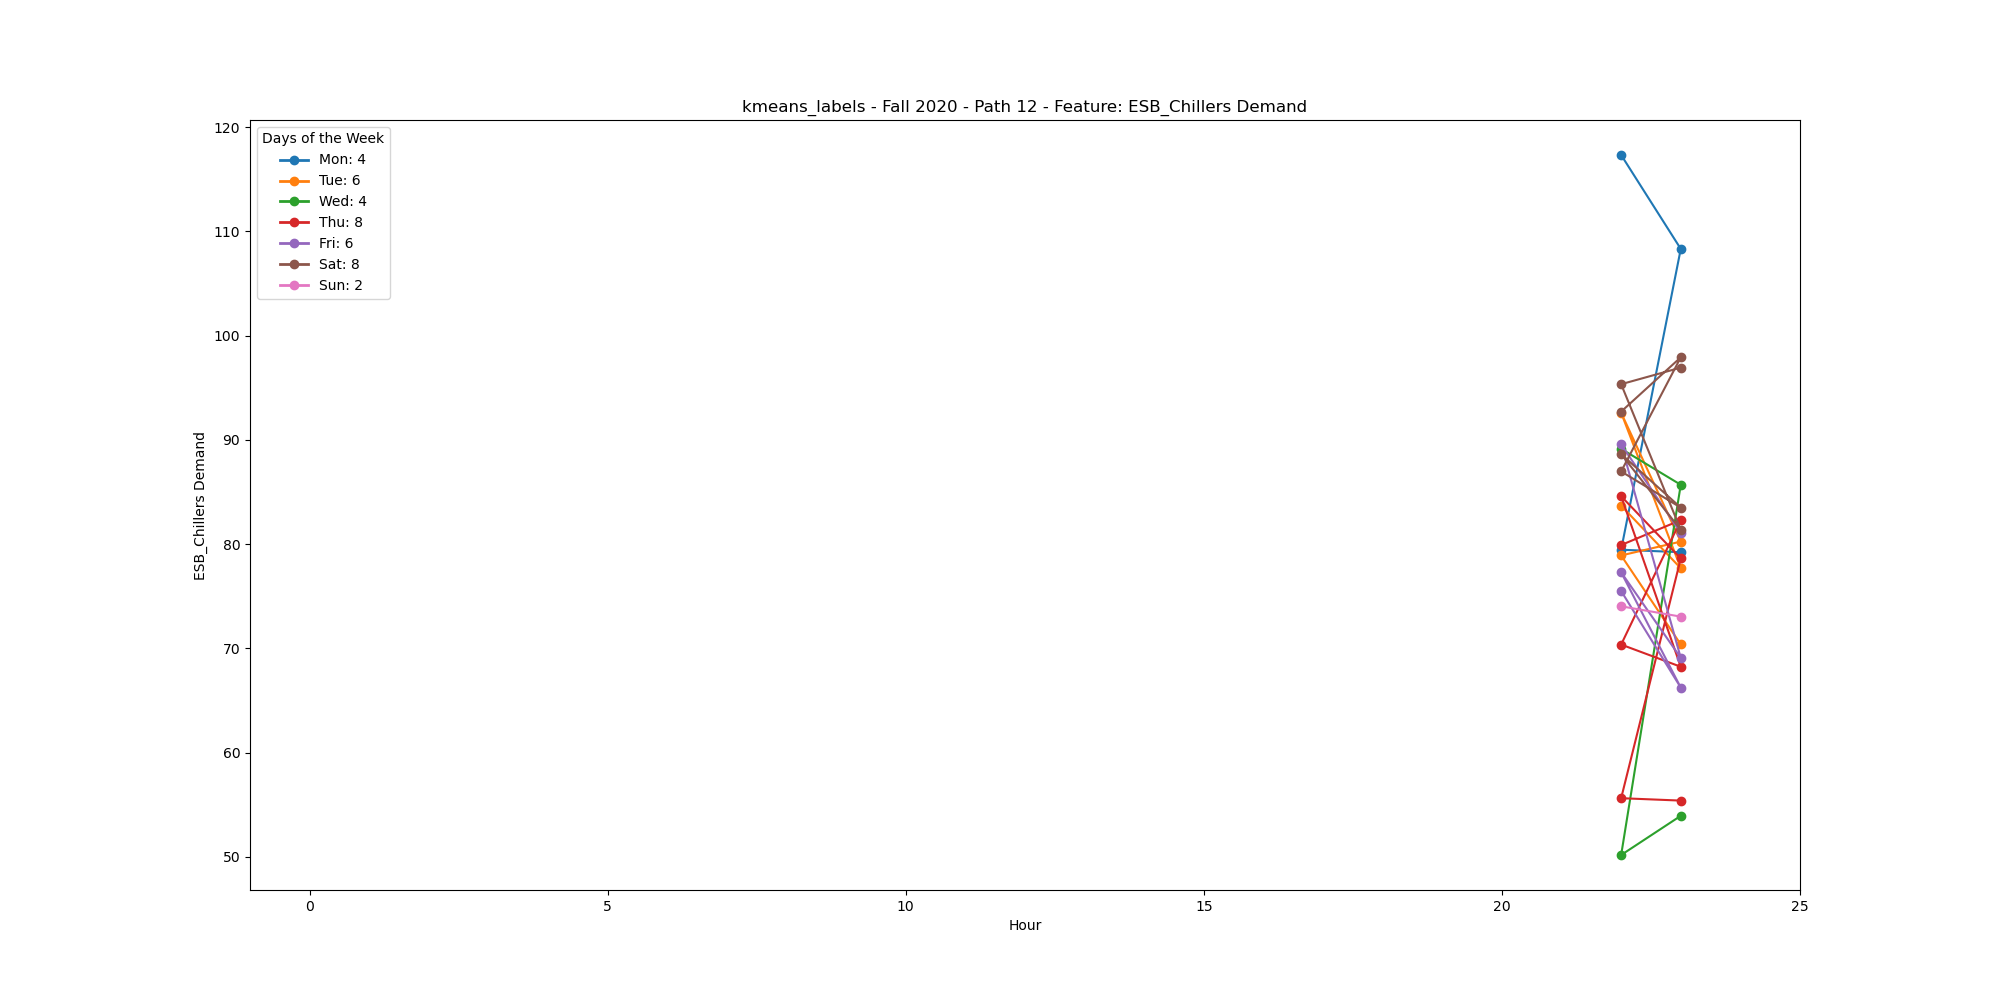 kmeans_labels - Fall 2020 - Path 12 - Feature: ESB_Chillers Demand
Days of the Week
Mon: 4
Tue: 6
Wed: 4
Thu: 8
Fri: 6
Sat: 8
Sun: 2
120
110
100
90
80
70
60
50
ESB_Chillers Demand
0 5 10 15 20 25
Hour